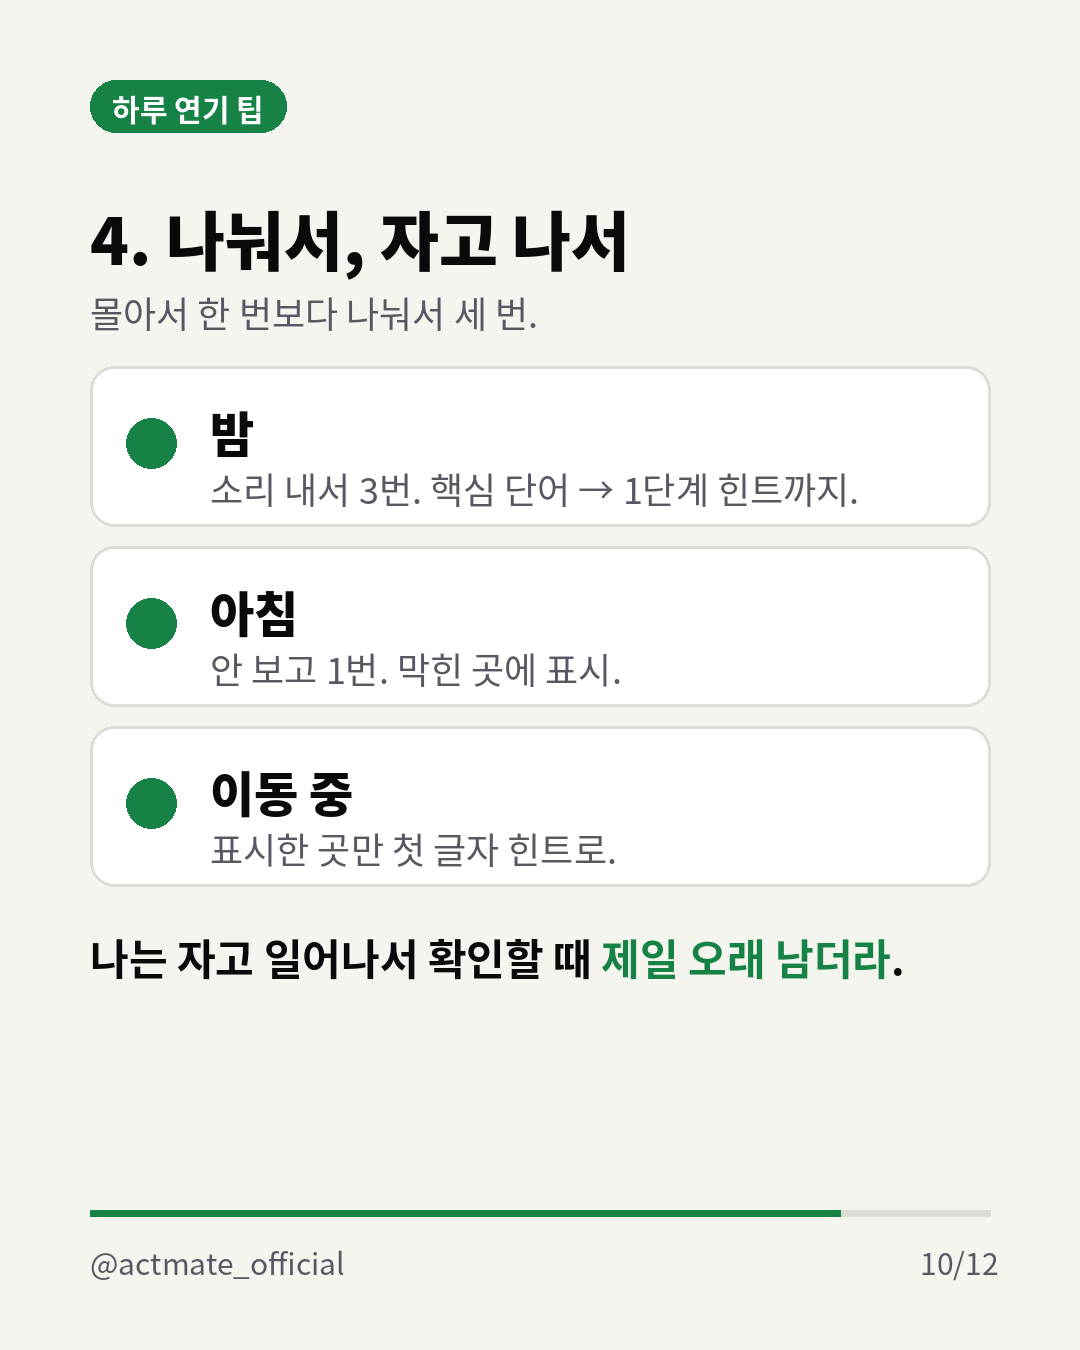 하루 연기 팁
4. 나눠서, 자고 나서
몰아서 한 번보다 나눠서 세 번.
밤
소리 내서 3번. 핵심 단어 → 1단계 힌트까지.
아침
안 보고 1번. 막힌 곳에 표시.
이동 중
표시한 곳만 첫 글자 힌트로.
나는 자고 일어나서 확인할 때 제일 오래 남더라.
@actmate_official
10/12